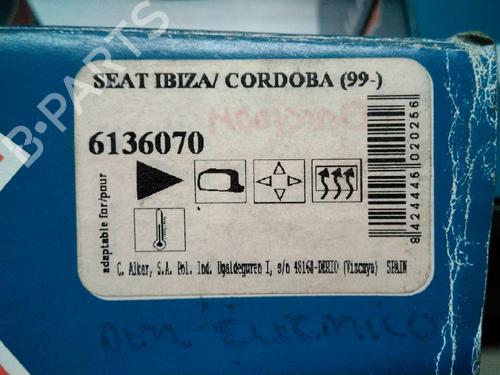 SEAT IBIZA/ CORDOBA (99-)
6136070
adaptable for/pour
8 424445 020256
C. Alkar, S.A. Pol. Ind. Ugaldeguren I, s/n 48160-DERIO (Vizcaya) SPAIN
B-PARTS